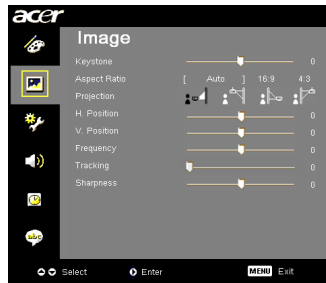 acer
Image
Keystone 0
Aspect Ratio [ Auto ] 16:9 4:3
Projection
H. Position 0
V. Position 0
Frequency 0
Tracking 0
Sharpness 0
abc
Select Enter MENU Exit